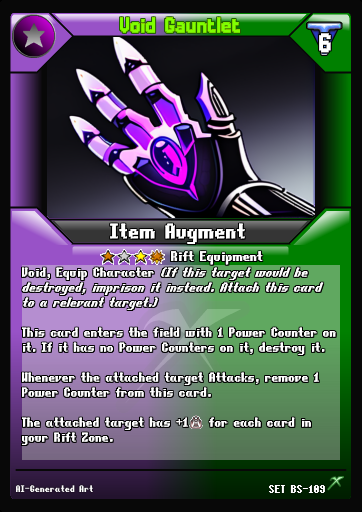 Void Gauntlet
6
Item Augment
Rift Equipment
Void, Equip Character (If this target would be
destroyed, imprison it instead. Attach this card
to a relevant target.)
This card enters the field with 1 Power Counter on
it. If it has no Power Counters on it, destroy it.
Whenever the attached target Attacks, remove 1
Power Counter from this card.
The attached target has +1 for each card in
your Rift Zone.
AI-Generated Art
SET BS-109